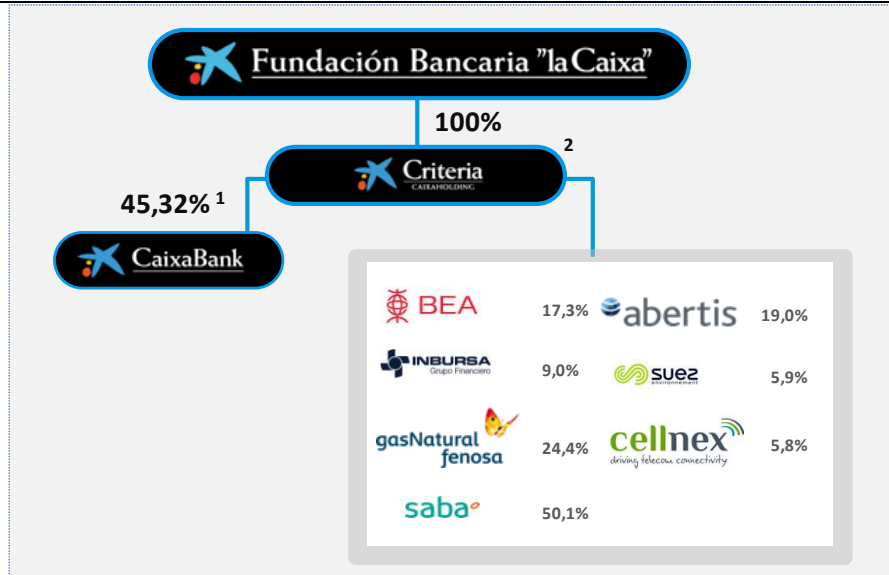 Fundación Bancaria "la Caixa"
100%
2
Criteria
CAIXAHOLDING
45,32% 1
CaixaBank
BEA 17,3% abertis 19,0%
INBURSA
Grupo Financiero
9,0% suez
environnement
5,9%
gasNatural
fenosa
24,4% cellnex
driving telecom connectivity
5,8%
saba 50,1%